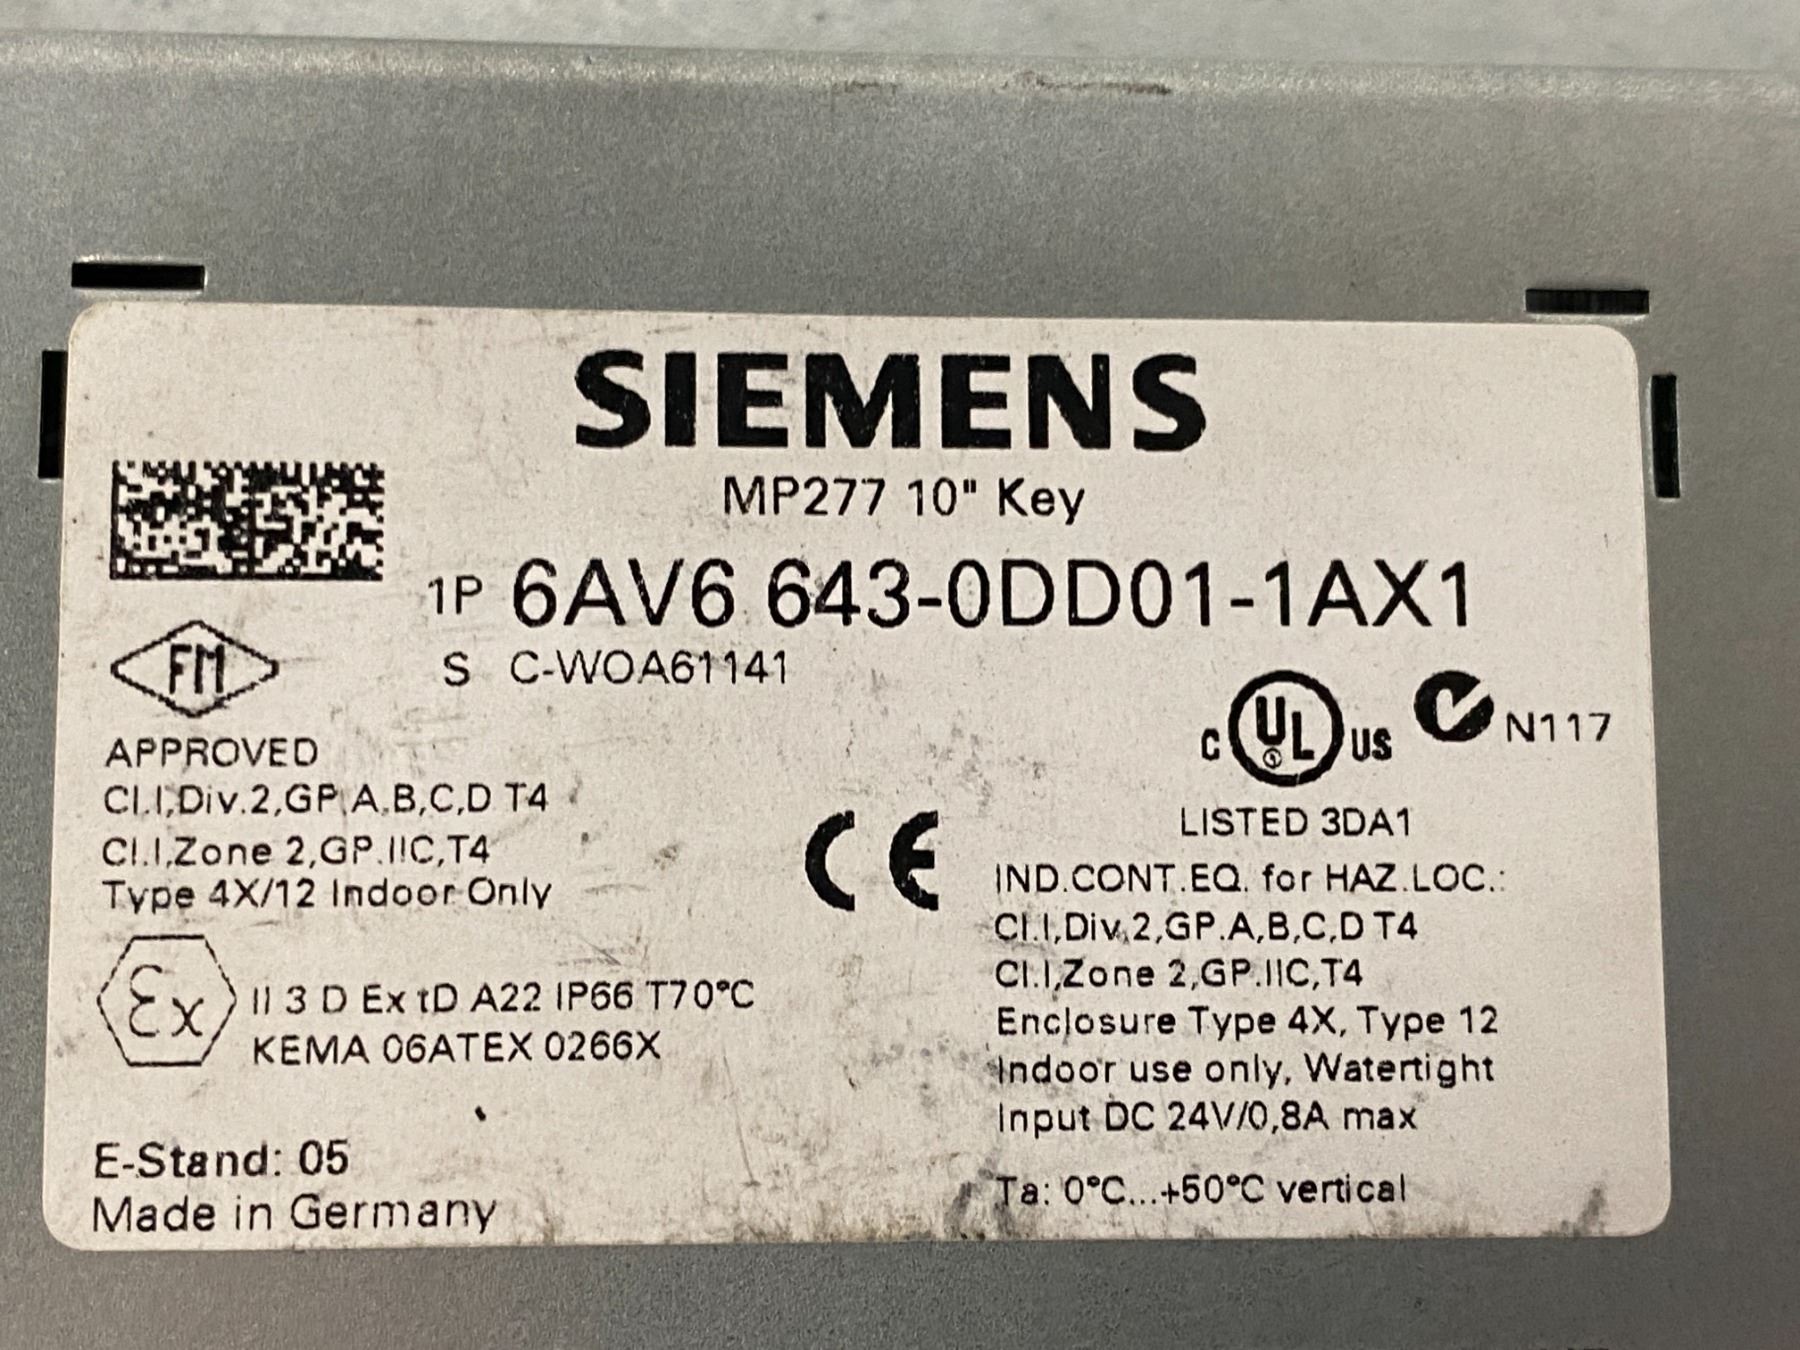 SIEMENS
MP277 10" Key
1P 6AV6 643-0DD01-1AX1
S C-WOA61141
FM
APPROVED
Cl.I,Div.2,GP.A,B,C,D T4
Cl.I,Zone 2,GP.IIC,T4
Type 4X/12 Indoor Only
Ex II 3 D Ex tD A22 IP66 T70°C
KEMA 06ATEX 0266X
E-Stand: 05
Made in Germany
CE
C UL US N117
LISTED 3DA1
IND.CONT.EQ. for HAZ.LOC.:
Cl.I,Div.2,GP.A,B,C,D T4
Cl.I,Zone 2,GP.IIC,T4
Enclosure Type 4X, Type 12
Indoor use only, Watertight
Input DC 24V/0,8A max
Ta: 0°C...+50°C vertical